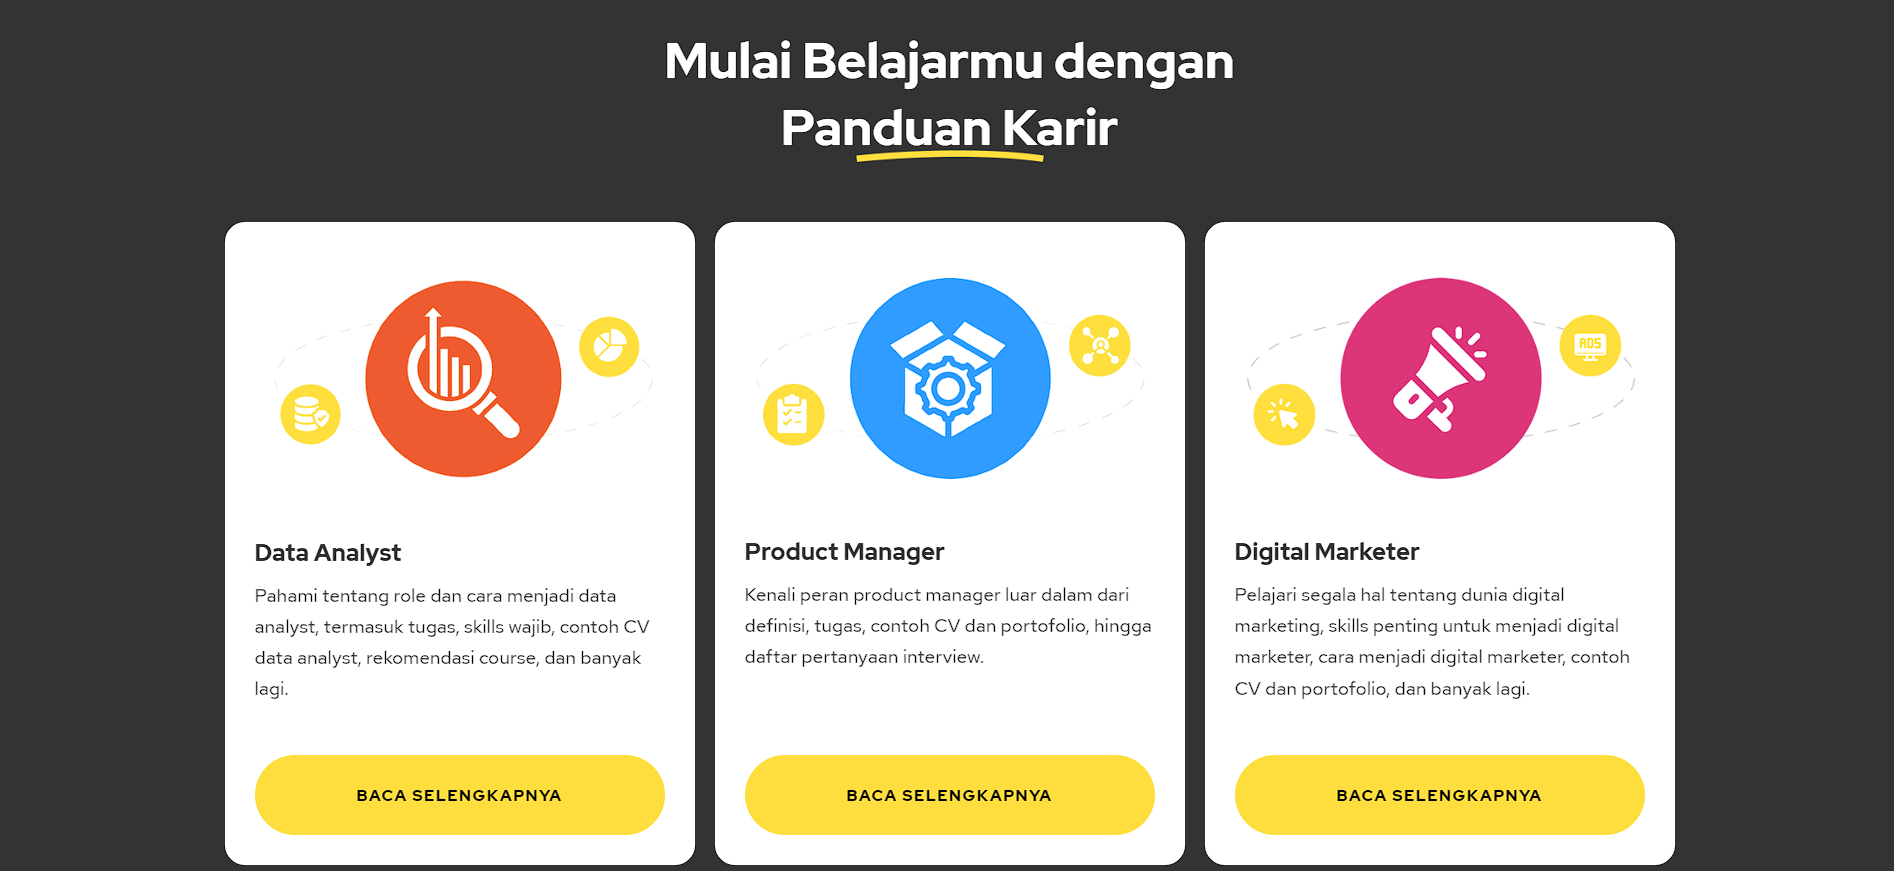 Mulai Belajarmu dengan
Panduan Karir
ADS
Data Analyst
Pahami tentang role dan cara menjadi data
analyst, termasuk tugas, skills wajib, contoh CV
data analyst, rekomendasi course, dan banyak
lagi.
BACA SELENGKAPNYA
Product Manager
Kenali peran product manager luar dalam dari
definisi, tugas, contoh CV dan portofolio, hingga
daftar pertanyaan interview.
BACA SELENGKAPNYA
Digital Marketer
Pelajari segala hal tentang dunia digital
marketing, skills penting untuk menjadi digital
marketer, cara menjadi digital marketer, contoh
CV dan portofolio, dan banyak lagi.
BACA SELENGKAPNYA